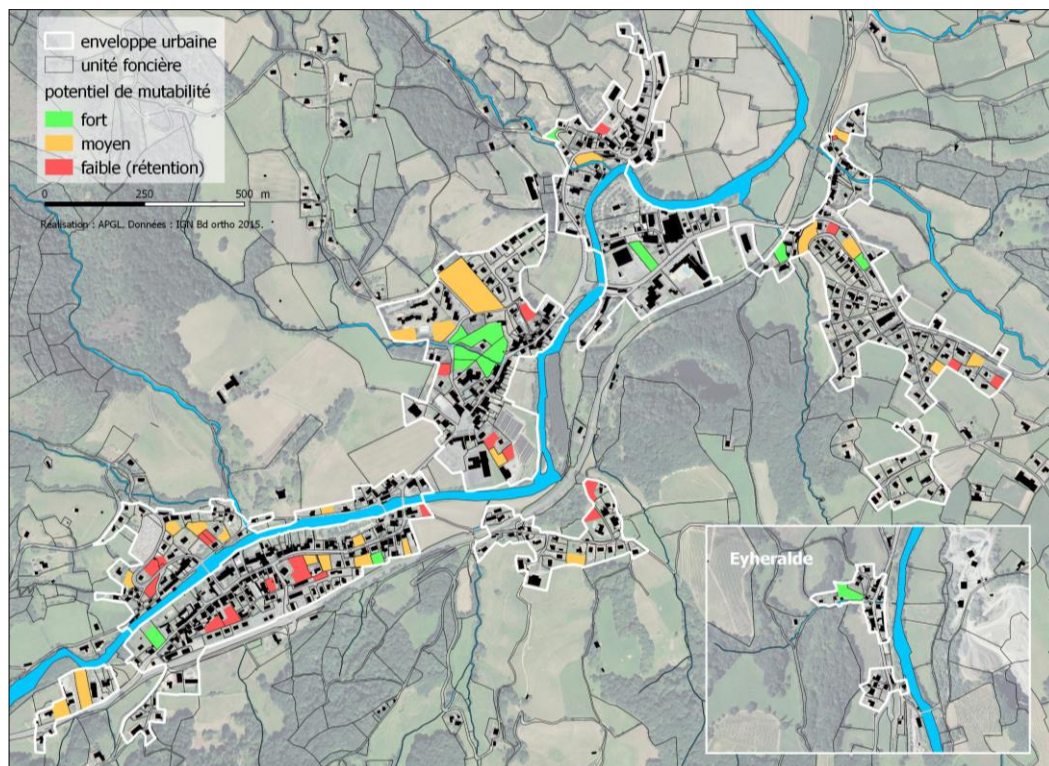 enveloppe urbaine
unité foncière
potentiel de mutabilité
fort
moyen
faible (rétention)
0 250 500 m
Réalisation : APGL. Données : IGN Bd ortho 2015.
Eyheralde